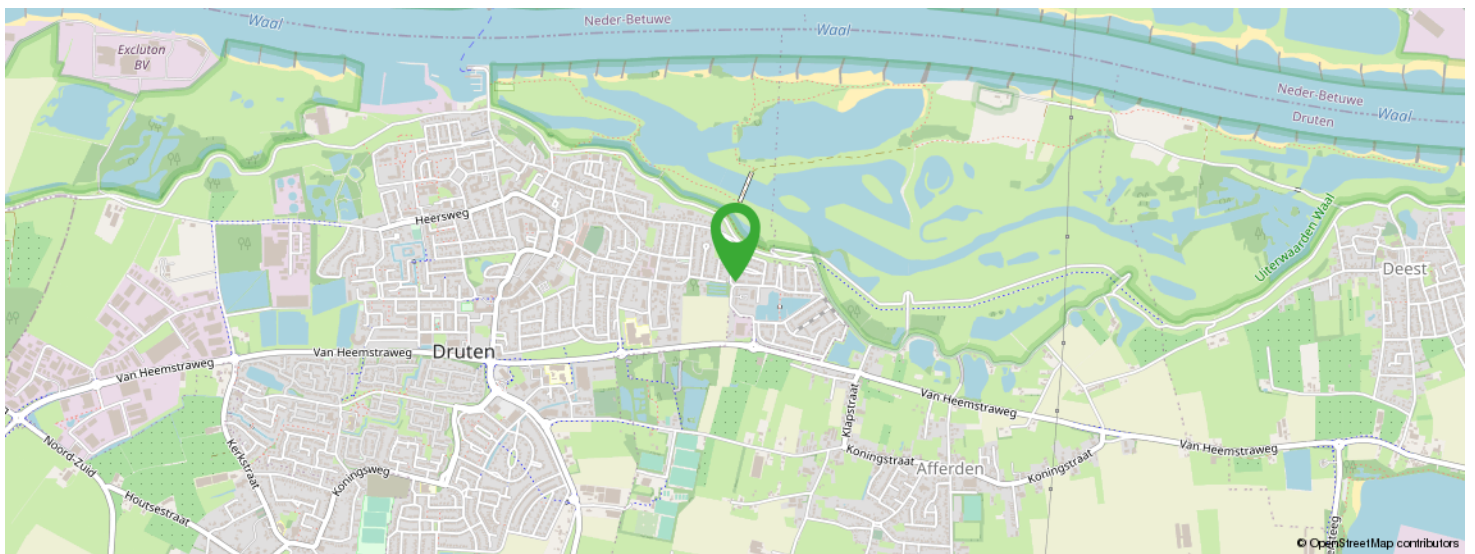 Waal
Neder-Betuwe
Waal
Excluton
BV
Neder-Betuwe
Druten
Waal
Heersweg
Uiterwaarden Waal
Deest
Van Heemstraweg
Druten
Van Heemstraweg
Van Heemstraweg
Klapstraat
Noord-Zuid
Kerkstraat
Koningsweg
Houtsestraat
Koningstraat
Afferden
Koningstraat
Van Heemstraweg
© OpenStreetMap contributors